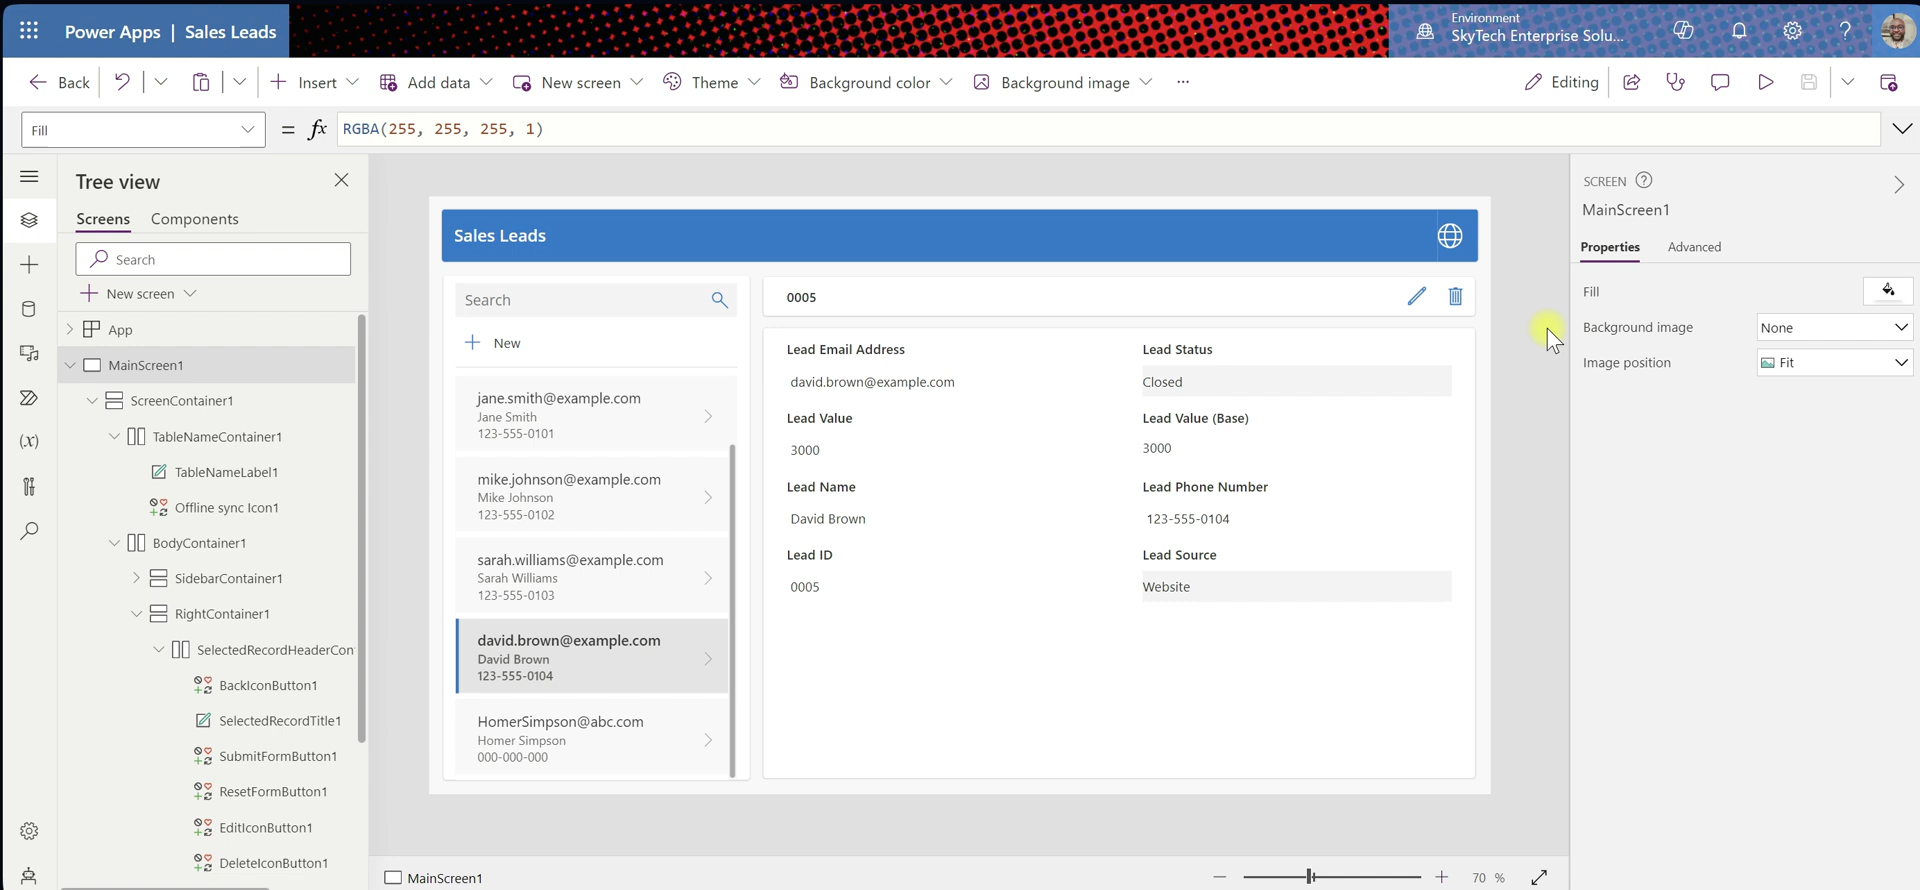 Power Apps | Sales Leads
Environment
SkyTech Enterprise Solu...
?
Back
Insert
Add data
New screen
Theme
Background color
Background image
...
Editing
Fill
= fx RGBA(255, 255, 255, 1)
Tree view
Screens
Components
Search
New screen
App
MainScreen1
ScreenContainer1
TableNameContainer1
TableNameLabel1
Offline sync Icon1
BodyContainer1
SidebarContainer1
RightContainer1
SelectedRecordHeaderCon
BackIconButton1
SelectedRecordTitle1
SubmitFormButton1
ResetFormButton1
EditIconButton1
DeleteIconButton1
(x)
Sales Leads
Search
New
jane.smith@example.com
Jane Smith
123-555-0101
mike.johnson@example.com
Mike Johnson
123-555-0102
sarah.williams@example.com
Sarah Williams
123-555-0103
david.brown@example.com
David Brown
123-555-0104
HomerSimpson@abc.com
Homer Simpson
000-000-000
0005
Lead Email Address
david.brown@example.com
Lead Status
Closed
Lead Value
3000
Lead Value (Base)
3000
Lead Name
David Brown
Lead Phone Number
123-555-0104
Lead ID
0005
Lead Source
Website
SCREEN ?
MainScreen1
Properties
Advanced
Fill
Background image
None
Image position
Fit
MainScreen1
70 %